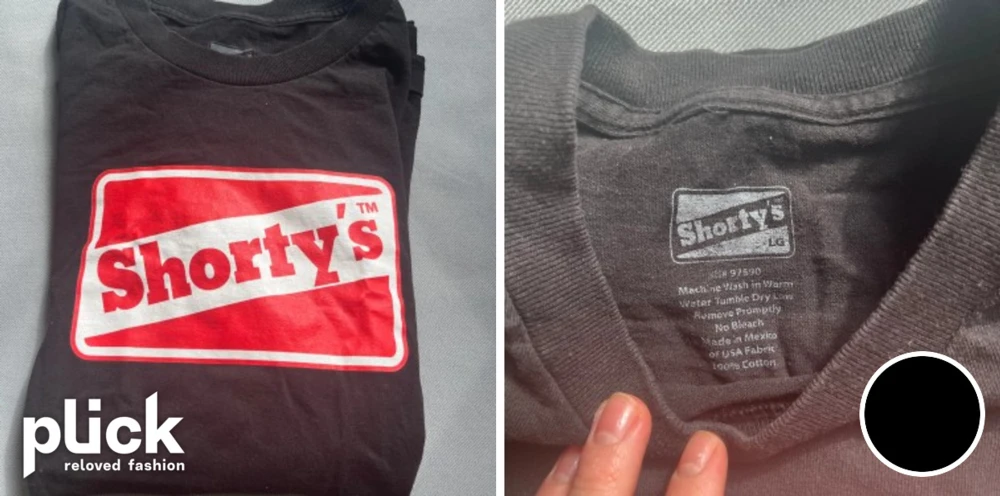 Shorty's™
plick
reloved fashion
Shorty's
LG
97590
Machine Wash in Warm
Water Tumble Dry Low
Remove Promptly
No Bleach
Made in Mexico
of USA Fabric
100% Cotton